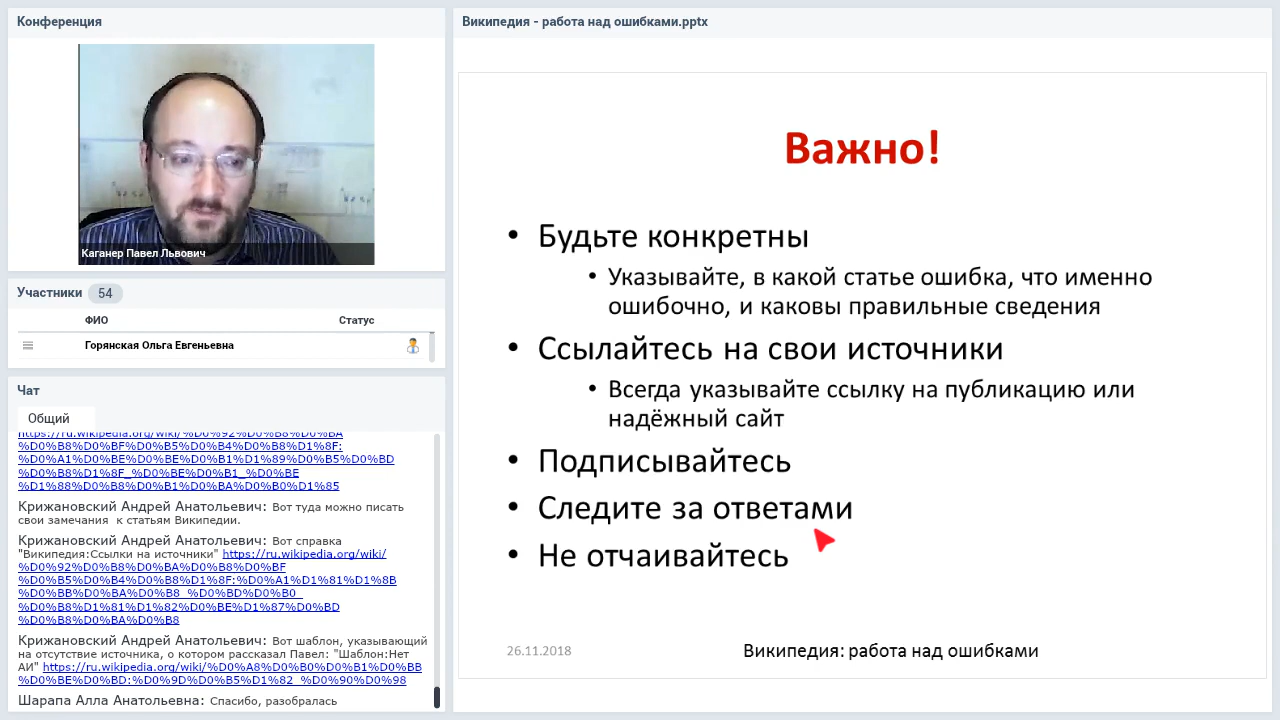 Конференция
Каганер Павел Львович
Участники 54
ФИО Статус
Горянская Ольга Евгеньевна
Чат
Общий
https://ru.wikipedia.org/wiki/%D0%92%D0%B8%D0%BA
%D0%B8%D0%BF%D0%B5%D0%B4%D0%B8%D1%8F:
%D0%A1%D0%BE%D0%BE%D0%B1%D1%89%D0%B5%D0%BD
%D0%B8%D1%8F_%D0%BE%D0%B1_%D0%BE
%D1%88%D0%B8%D0%B1%D0%BA%D0%B0%D1%85
Крижановский Андрей Анатольевич: Вот туда можно писать
свои замечания к статьям Википедии.
Крижановский Андрей Анатольевич: Вот справка
"Википедия:Ссылки на источники" https://ru.wikipedia.org/wiki/
%D0%92%D0%B8%D0%BA%D0%B8%D0%BF
%D0%B5%D0%B4%D0%B8%D1%8F:%D0%A1%D1%81%D1%8B
%D0%BB%D0%BA%D0%B8_%D0%BD%D0%B0_
%D0%B8%D1%81%D1%82%D0%BE%D1%87%D0%BD
%D0%B8%D0%BA%D0%B8
Крижановский Андрей Анатольевич: Вот шаблон, указывающий
на отсутствие источника, о котором рассказал Павел: "Шаблон:Нет
АИ" https://ru.wikipedia.org/wiki/%D0%A8%D0%B0%D0%B1%D0%BB
%D0%BE%D0%BD:%D0%9D%D0%B5%D1%82_%D0%90%D0%98
Шарапа Алла Анатольевна: Спасибо, разобралась
Википедия - работа над ошибками.pptx
Важно!
• Будьте конкретны
• Указывайте, в какой статье ошибка, что именно
ошибочно, и каковы правильные сведения
• Ссылайтесь на свои источники
• Всегда указывайте ссылку на публикацию или
надёжный сайт
• Подписывайтесь
• Следите за ответами
• Не отчаивайтесь
26.11.2018 Википедия: работа над ошибками